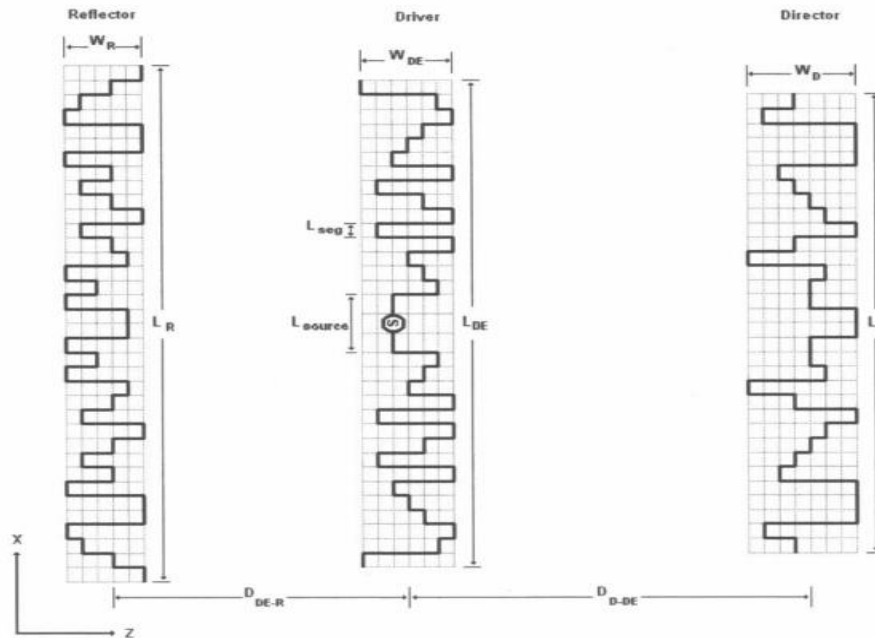 Reflector Driver Director
W R
W DE
W D
L seg
L source
L R
L DE
L
S
X
Z
D DE-R
D D-DE